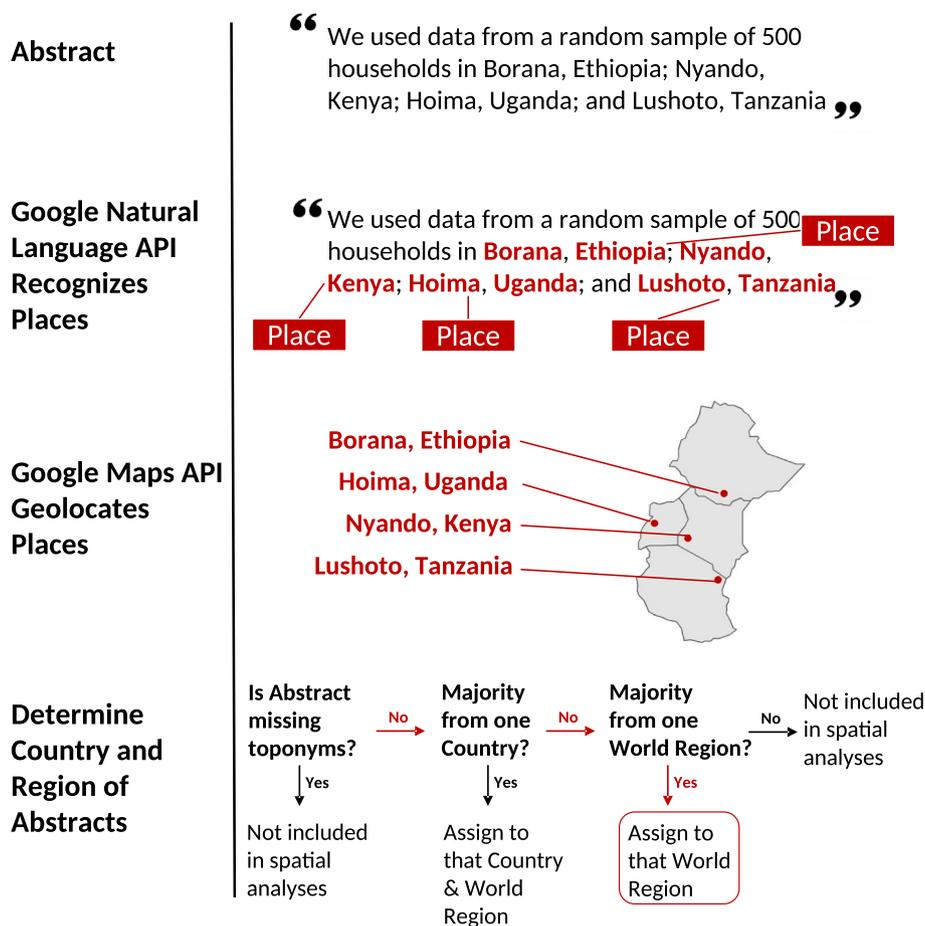 Abstract
“ We used data from a random sample of 500
households in Borana, Ethiopia; Nyando,
Kenya; Hoima, Uganda; and Lushoto, Tanzania ”
Google Natural
Language API
Recognizes
Places
“ We used data from a random sample of 500
Place
households in Borana, Ethiopia; Nyando,
Kenya; Hoima, Uganda; and Lushoto, Tanzania ”
Place
Place
Place
Google Maps API
Geolocates
Places
Borana, Ethiopia
Hoima, Uganda
Nyando, Kenya
Lushoto, Tanzania
Determine
Country and
Region of
Abstracts
Is Abstract
missing
toponyms?
No
Yes
Not included
in spatial
analyses
Majority
from one
Country?
No
Yes
Assign to
that Country
& World
Region
Majority
from one
World Region?
No
Yes
Assign to
that World
Region
Not included
in spatial
analyses